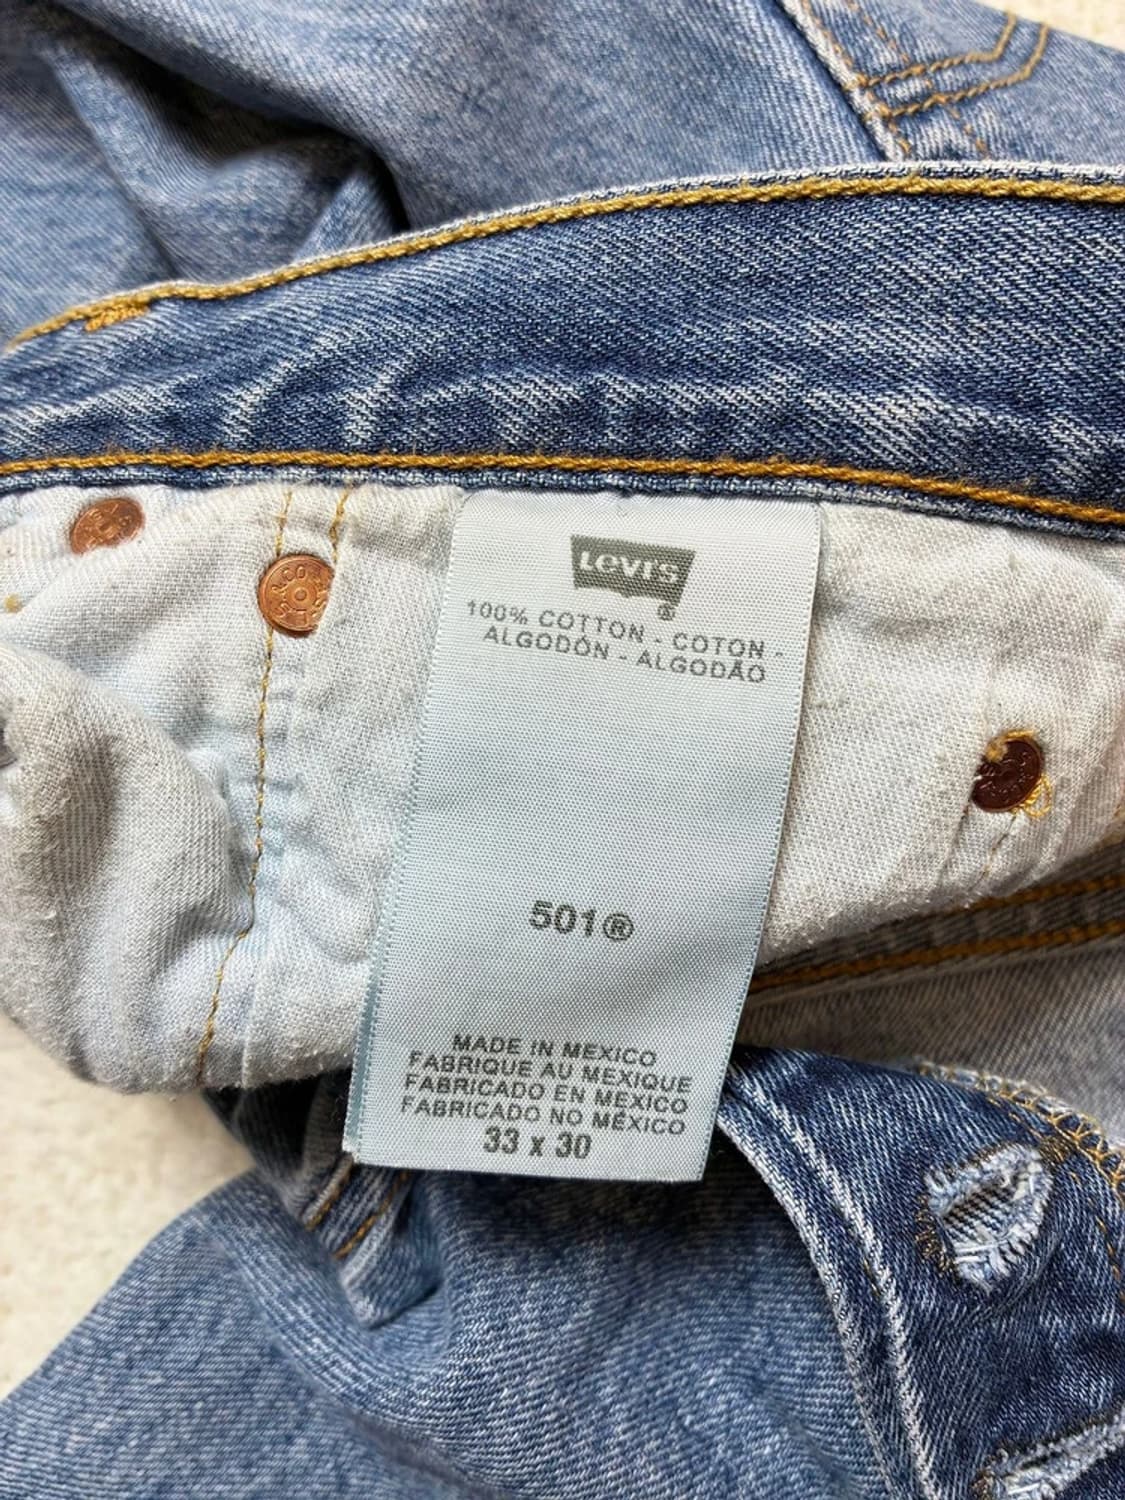 Levi's
®
100% COTTON - COTON -
ALGODÓN - ALGODÃO
501®
MADE IN MEXICO
FABRIQUE AU MEXIQUE
FABRICADO EN MEXICO
FABRICADO NO MÉXICO
33 x 30